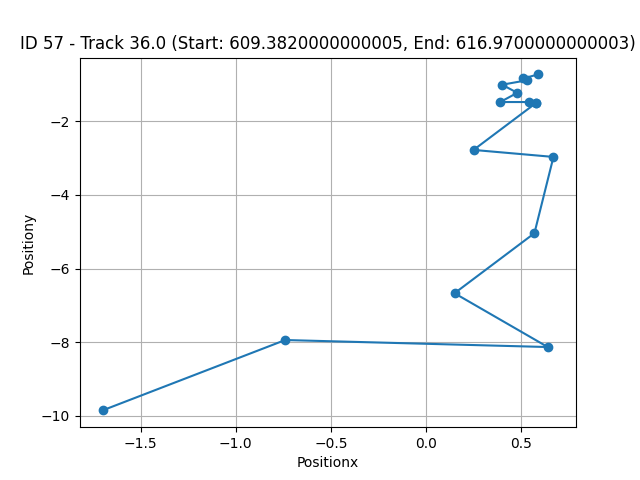 ID 57 - Track 36.0 (Start: 609.3820000000005, End: 616.9700000000003)
Positiony
−2
−4
−6
−8
−10
−1.5 −1.0 −0.5 0.0 0.5
Positionx